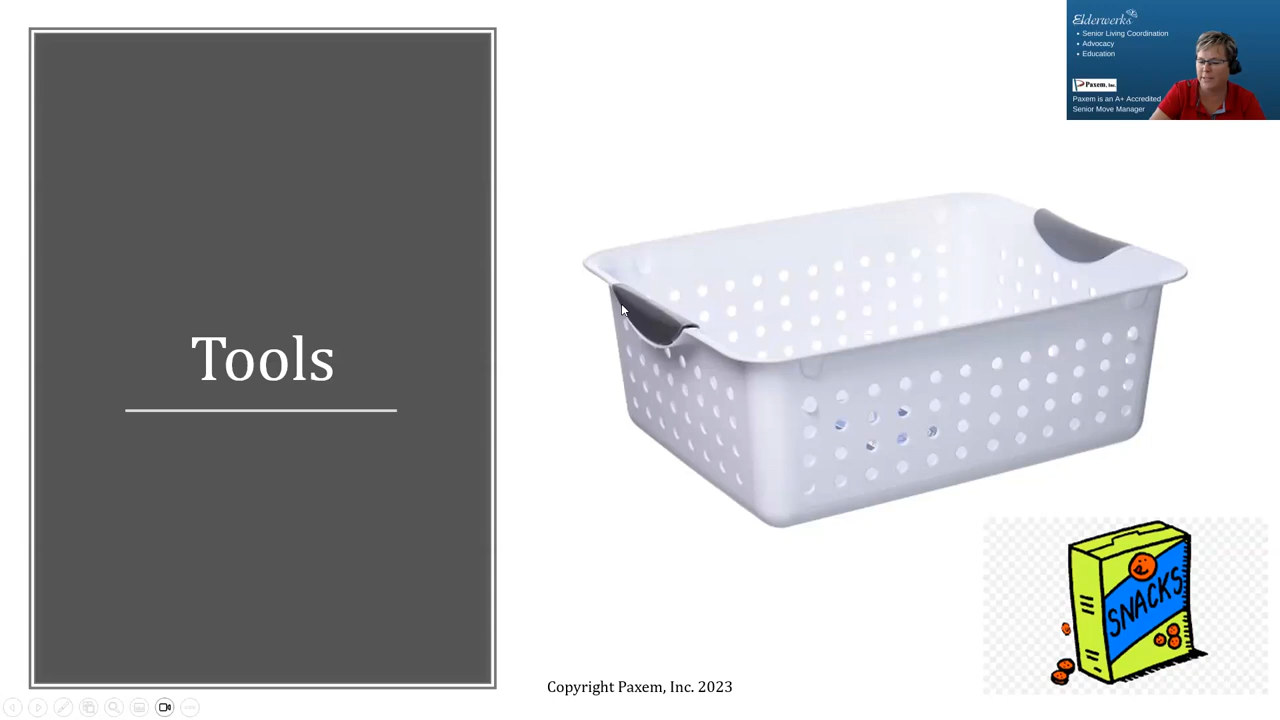 Tools
Elderwerks
• Senior Living Coordination
• Advocacy
• Education
Paxem, Inc.
Paxem is an A+ Accredited
Senior Move Manager
SNACKS
Copyright Paxem, Inc. 2023